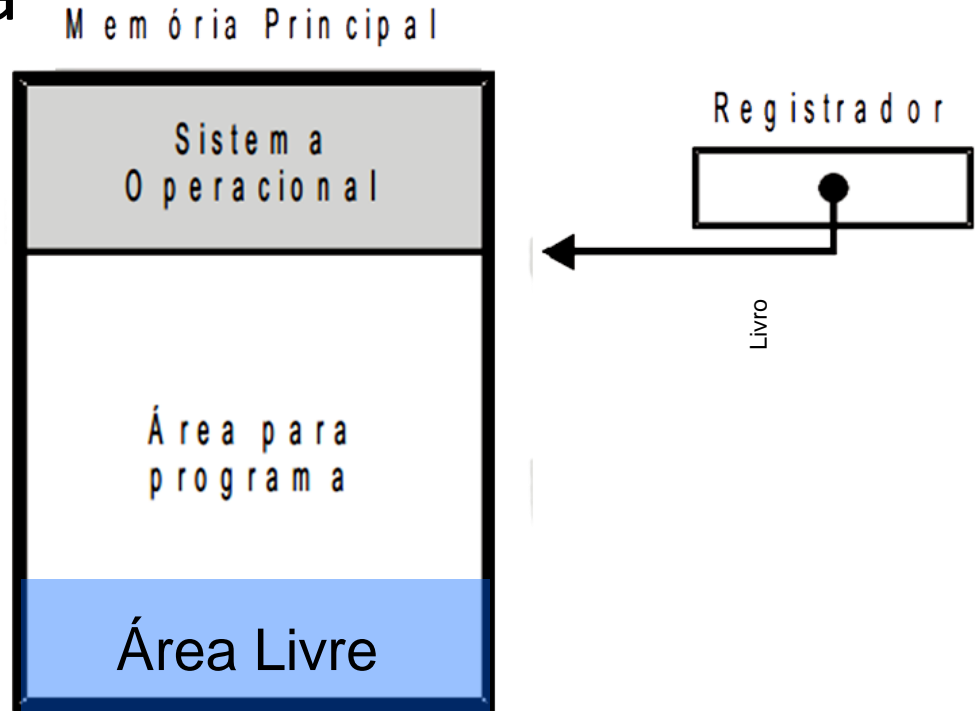 Memória Principal
Sistema
Operacional
Registrador
Livro
Área para
programa
Área Livre